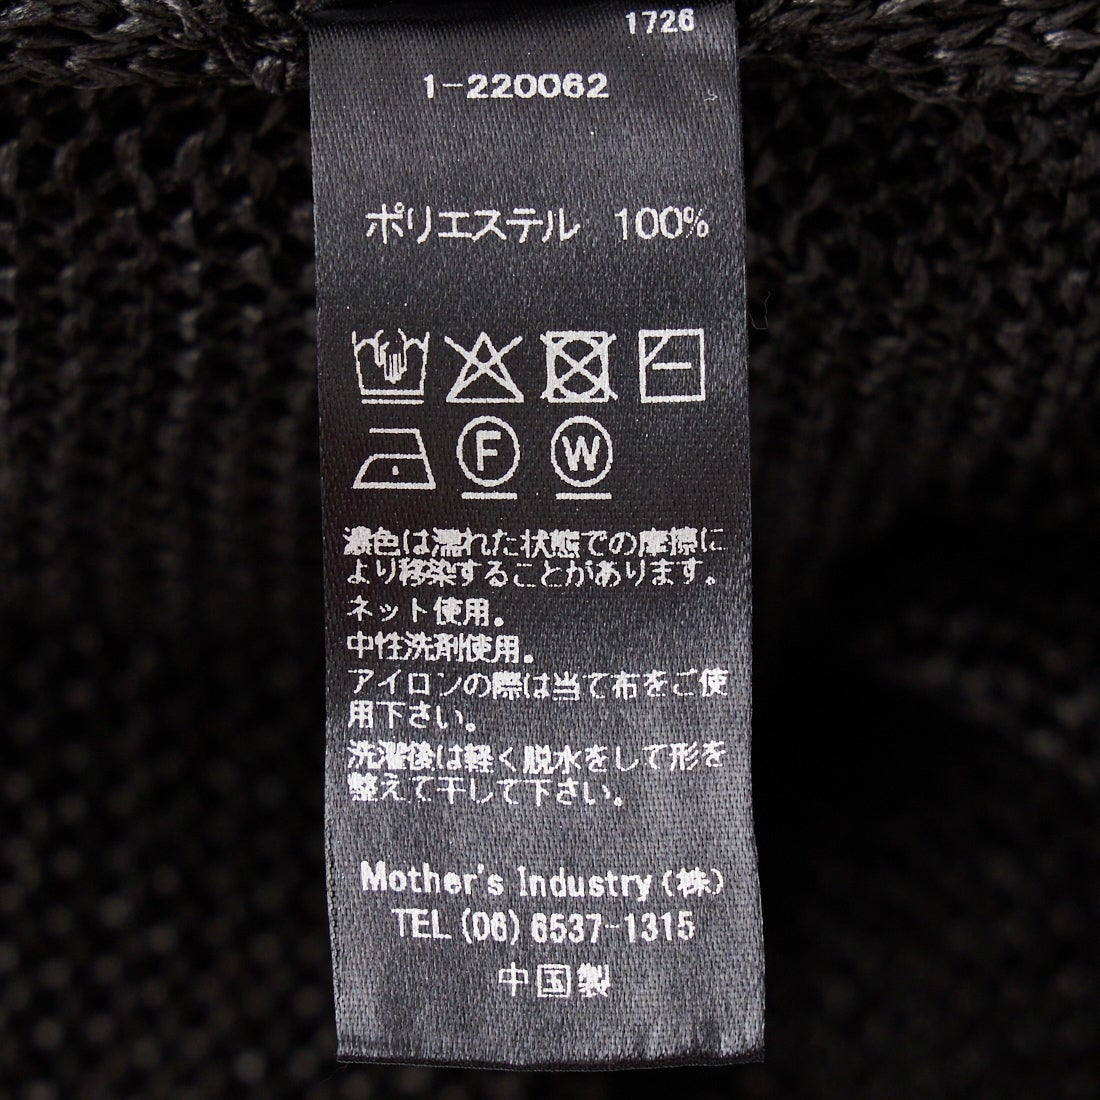 1726
1-220062
ポリエステル 100%
F W
濃色は濡れた状態での摩擦に
より移染することがあります。
ネット使用。
中性洗剤使用。
アイロンの際は当て布をご使
用下さい。
洗濯後は軽く脱水をして形を
整えて干して下さい。
Mother's Industry(株)
TEL (06) 6537-1315
中国製